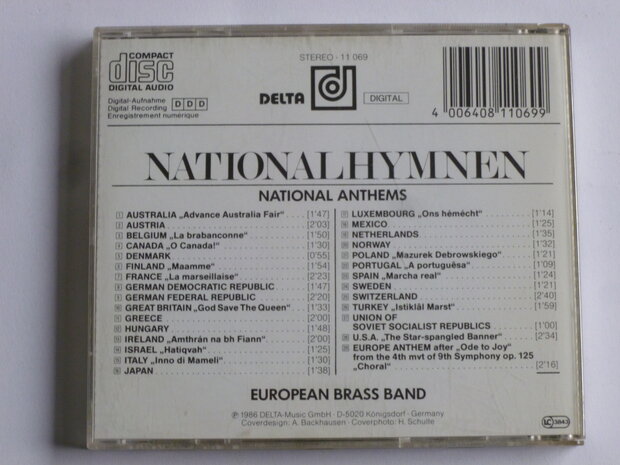 COMPACT
disc
DIGITAL AUDIO
Digital-Aufnahme
Digital Recording
Enregistrement numerique
D D D
STEREO · 11 069
DELTA
DIGITAL
4 006408 110699
NATIONALHYMNEN
NATIONAL ANTHEMS
1 AUSTRALIA „Advance Australia Fair“ [1'47]
2 AUSTRIA [2'03]
3 BELGIUM „La brabanconne“ [1'50]
4 CANADA „O Canada!“ [1'30]
5 DENMARK [0'55]
6 FINLAND „Maamme“ [1'54]
7 FRANCE „La marseillaise“ [2'23]
8 GERMAN DEMOCRATIC REPUBLIC [1'47]
9 GERMAN FEDERAL REPUBLIC [2'20]
10 GREAT BRITAIN „God Save The Queen“ [1'33]
11 GREECE [2'00]
12 HUNGARY [1'48]
13 IRELAND „Amthrán na bh Fiann“ [2'00]
14 ISRAEL „Hatiqvah“ [1'25]
15 ITALY „Inno di Mameli“ [1'30]
16 JAPAN [1'38]
17 LUXEMBOURG „Ons hémécht“ [1'14]
18 MEXICO [1'25]
19 NETHERLANDS [1'35]
20 NORWAY [1'32]
21 POLAND „Mazurek Debrowskiego“ [1'21]
22 PORTUGAL „A portuguêsa“ [1'09]
23 SPAIN „Marcha real“ [1'24]
24 SWEDEN [1'21]
25 SWITZERLAND [2'40]
26 TURKEY „Istiklâl Marst“ [1'59]
27 UNION OF
SOVIET SOCIALIST REPUBLICS [1'00]
28 U.S.A. „The Star-spangled Banner“ [2'34]
29 EUROPE ANTHEM after „Ode to Joy“
from the 4th mvt of 9th Symphony op. 125
„Choral“ [2'16]
EUROPEAN BRASS BAND
℗ 1986 DELTA-Music GmbH · D-5020 Königsdorf · Germany
Coverdesign: A. Backhausen · Coverphoto: H. Schulte
LC 3843